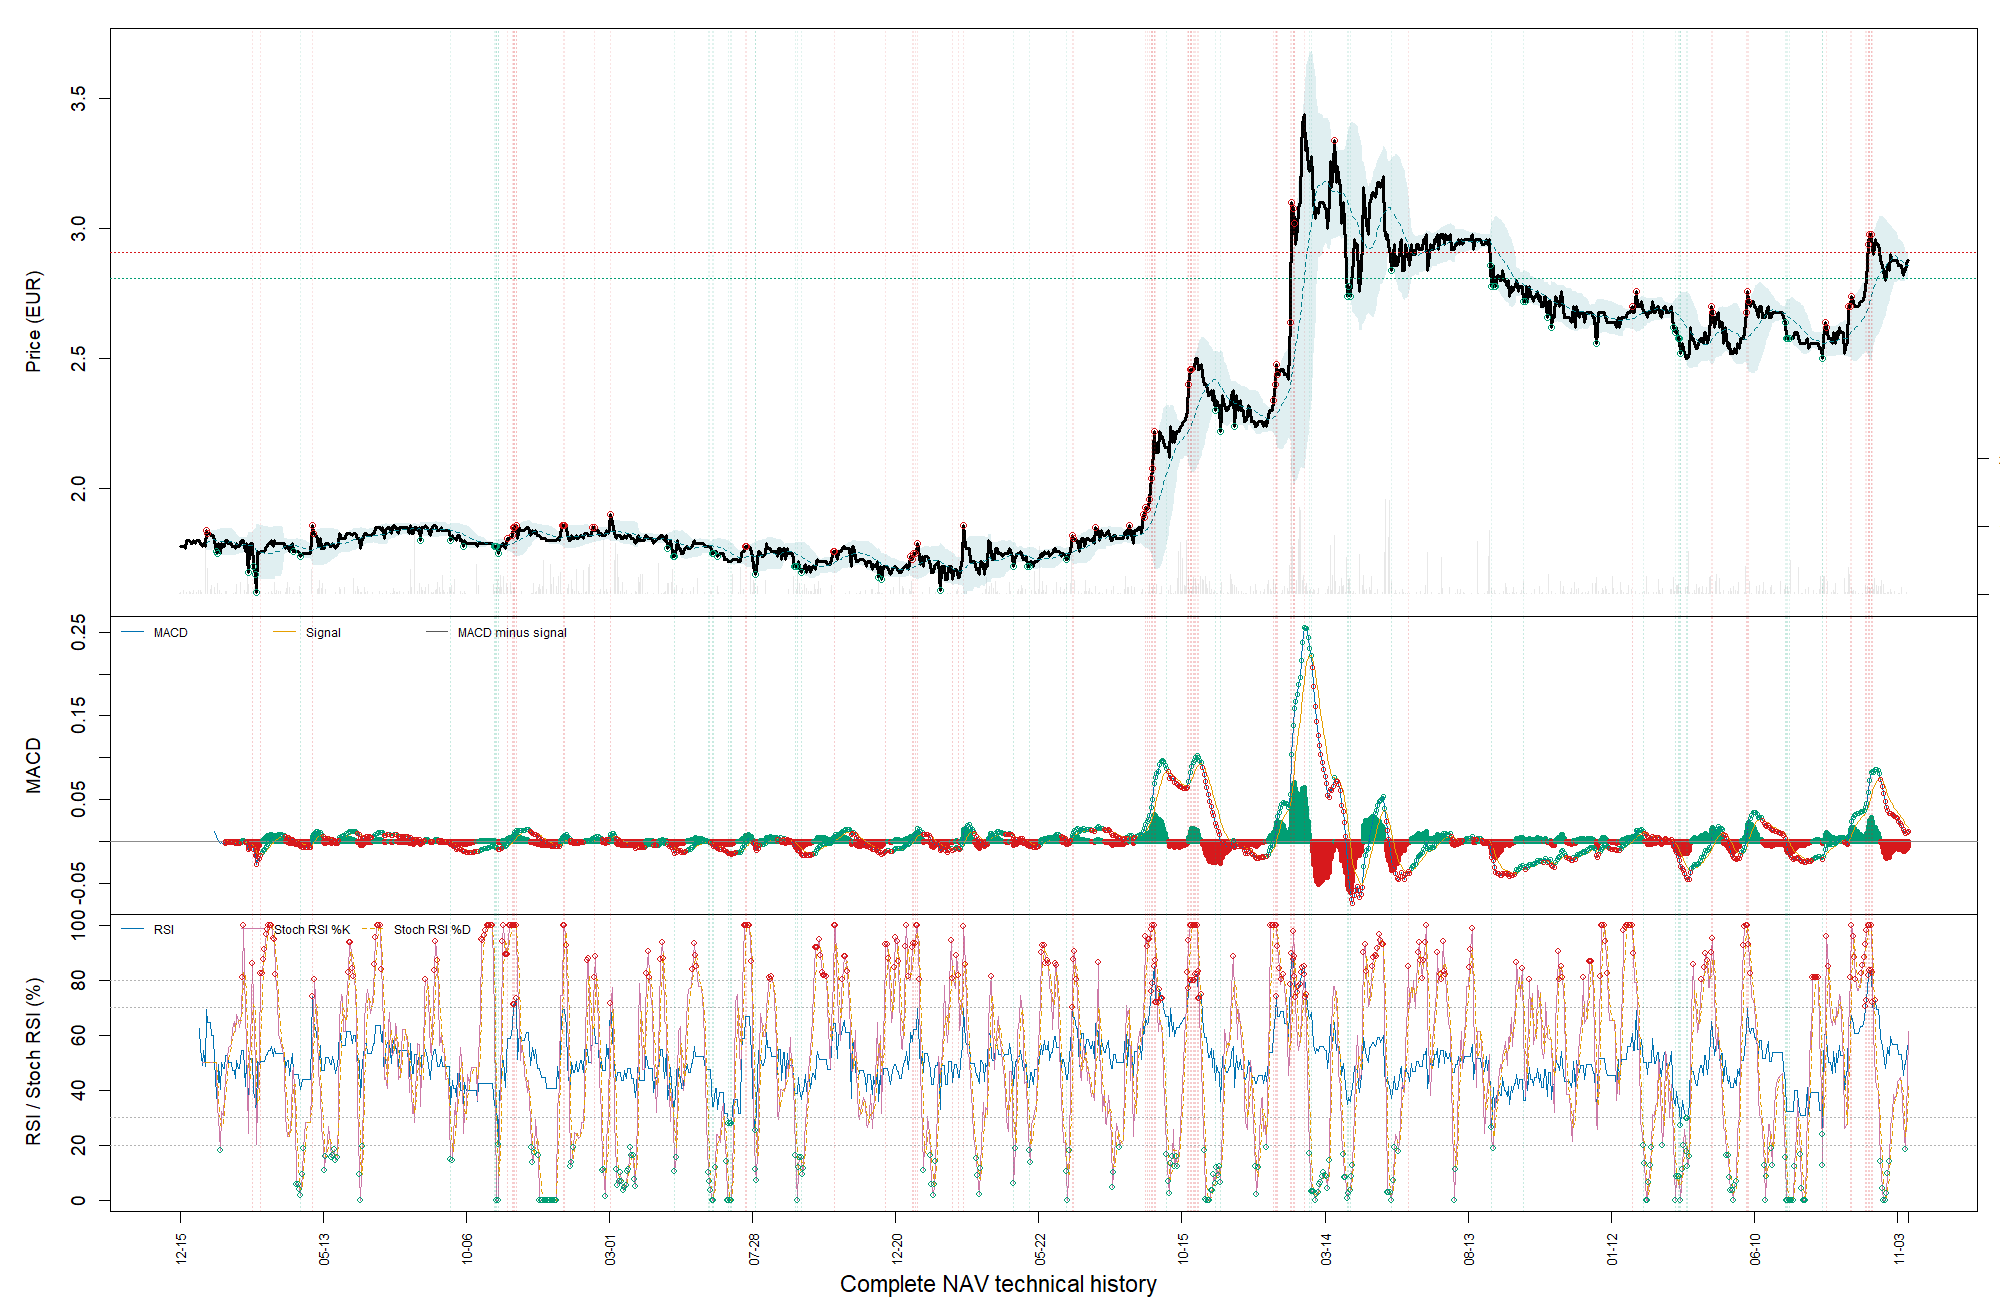 3.5
3.0
2.5
2.0
Price (EUR)
MACD
Signal
MACD minus signal
0.25
0.15
0.05
-0.05
MACD
RSI
Stoch RSI %K
Stoch RSI %D
100
80
60
40
20
0
RSI / Stoch RSI (%)
12-15
05-13
10-06
03-01
07-28
12-20
05-22
10-15
03-14
08-13
01-12
06-10
11-03
Complete NAV technical history